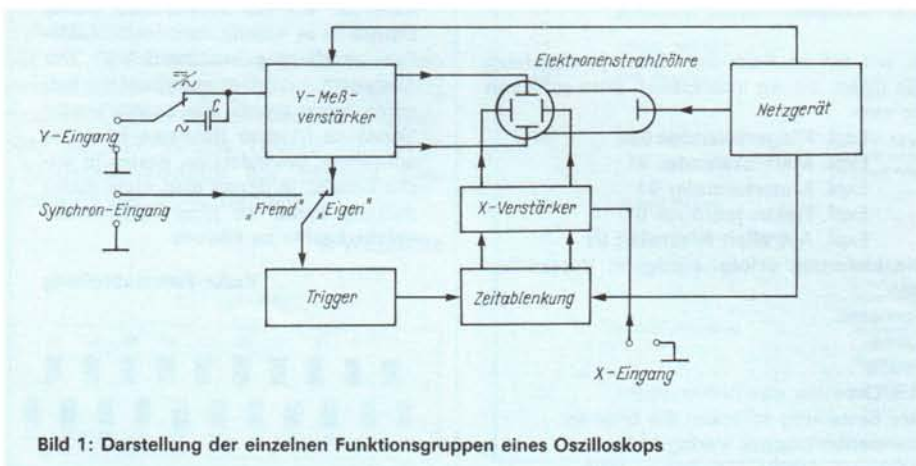 Elektronenstrahlröhre
Y-Meß-
verstärker
Netzgerät
C
Y-Eingang
Synchron-Eingang
„Fremd“
„Eigen“
X-Verstärker
Trigger
Zeitablenkung
X-Eingang
Bild 1: Darstellung der einzelnen Funktionsgruppen eines Oszilloskops